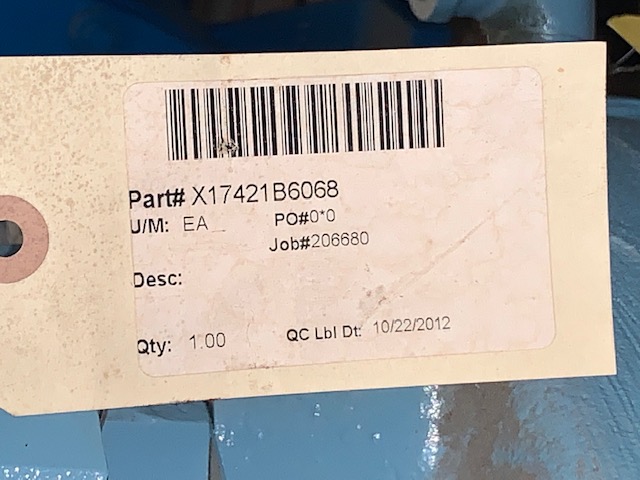 Part# X17421B6068
U/M: EA
PO#0*0
Job#206680
Desc:
Qty: 1.00
QC Lbl Dt: 10/22/2012